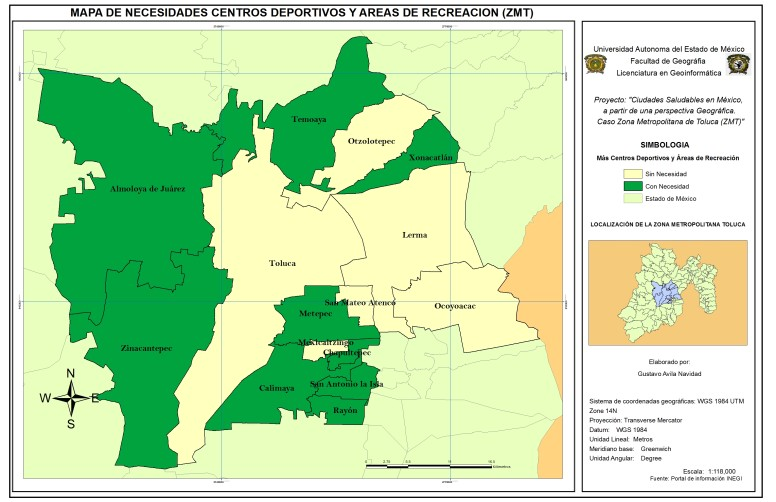 MAPA DE NECESIDADES CENTROS DEPORTIVOS Y AREAS DE RECREACION (ZMT)
Temoaya
Otzolotepec
Xonacatlán
Almoloya de Juárez
Toluca
Lerma
San Mateo Atenco
Metepec
Ocoyoacac
Mexicaltzingo
Chapultepec
Zinacantepec
Calimaya
San Antonio la Isla
Rayón
N
W E
S
Universidad Autonoma del Estado de México
Facultad de Geográfia
Licenciatura en Geoinformática
Proyecto: "Ciudades Saludables en México,
a partir de una perspectiva Geográfica.
Caso Zona Metropolitana de Toluca (ZMT)"
SIMBOLOGIA
Más Centros Deportivos y Áreas de Recreación
Sin Necesidad
Con Necesidad
Estado de México
LOCALIZACIÓN DE LA ZONA METROPOLITANA TOLUCA
Elaborado por:
Gustavo Avila Navidad
Sistema de coordenadas geográficas: WGS 1984 UTM
Zone 14N
Proyección: Transverse Mercator
Datum: WGS 1984
Unidad Lineal: Metros
Meridiano base: Greenwich
Unidad Angular: Degree
Escala: 1:118,000
Fuente: Portal de información INEGI